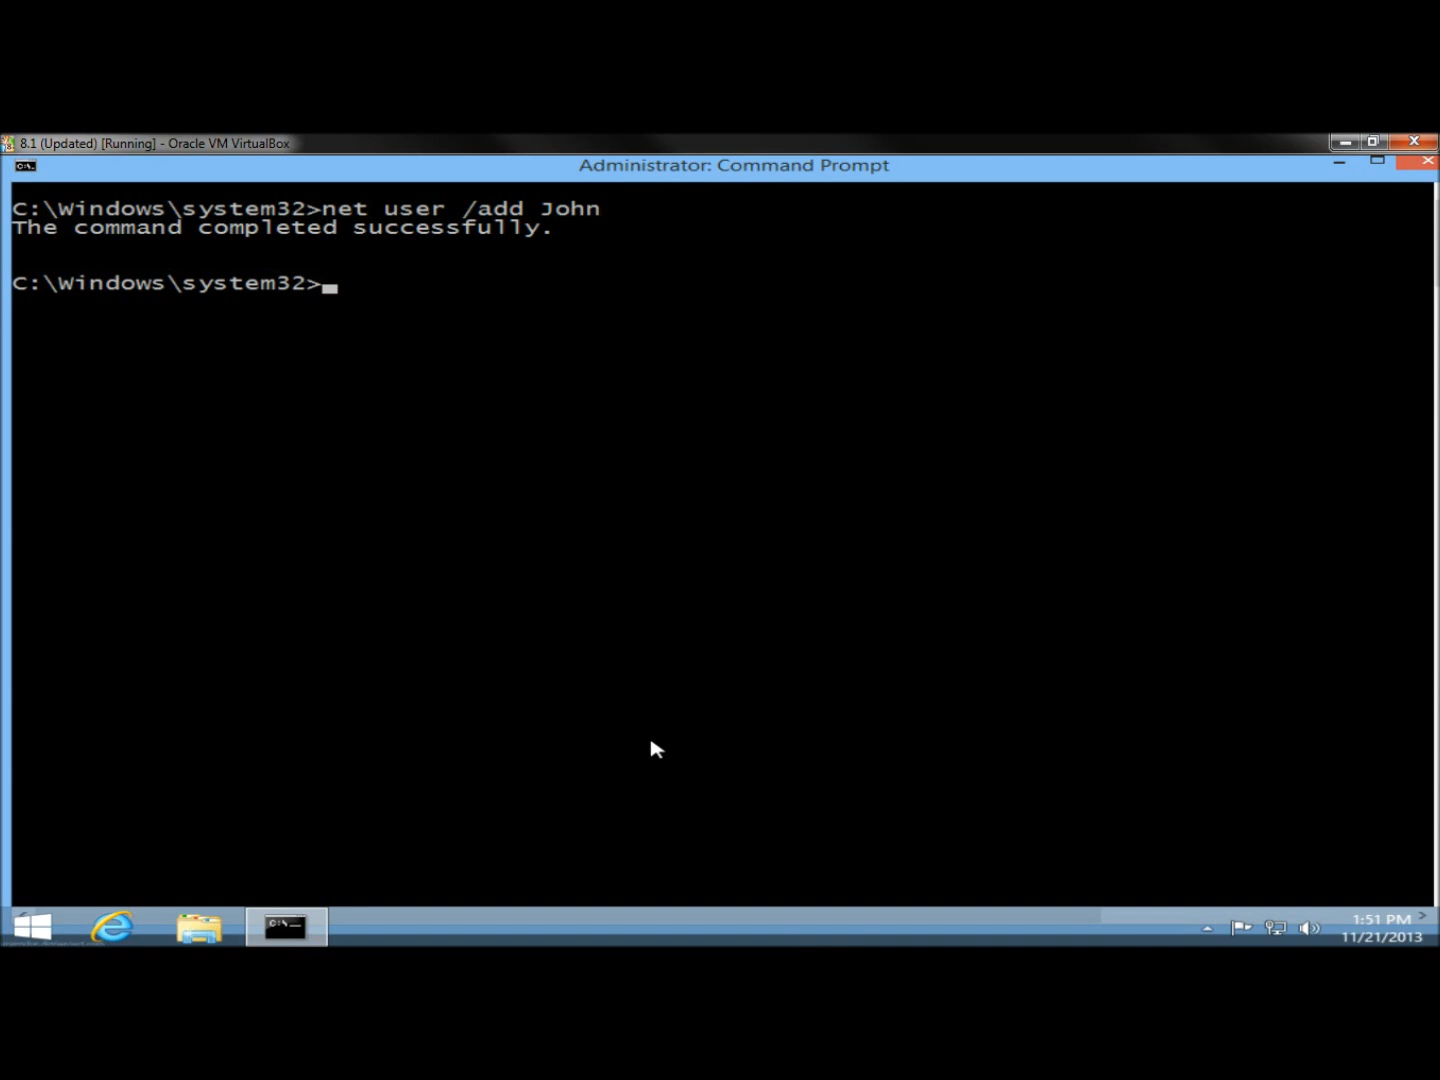 8.1 (Updated) [Running] - Oracle VM VirtualBox
Administrator: Command Prompt
C:\Windows\system32>net user /add John
The command completed successfully.
C:\Windows\system32>
1:51 PM
11/21/2013